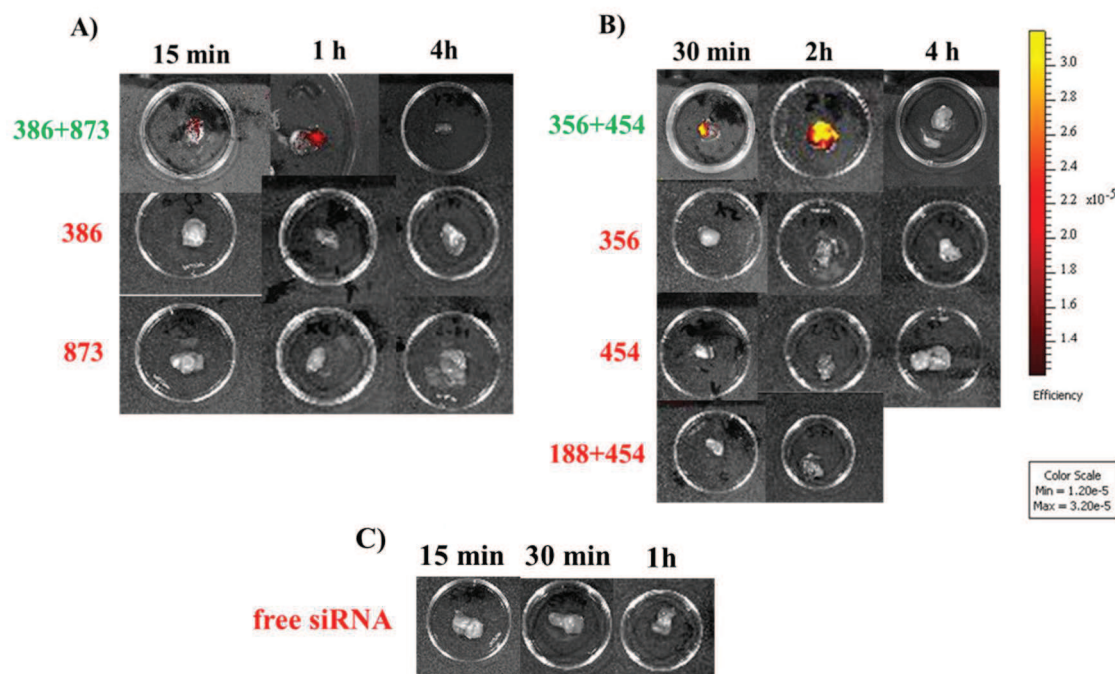 A)
15 min 1 h 4h
386+873
386
873
B)
30 min 2h 4 h
356+454
356
454
188+454
3.0
2.8
2.6
2.4
2.2
2.0
1.8
1.6
1.4
x10⁻⁵
Efficiency
Color Scale
Min = 1.20e-5
Max = 3.20e-5
C)
15 min 30 min 1h
free siRNA